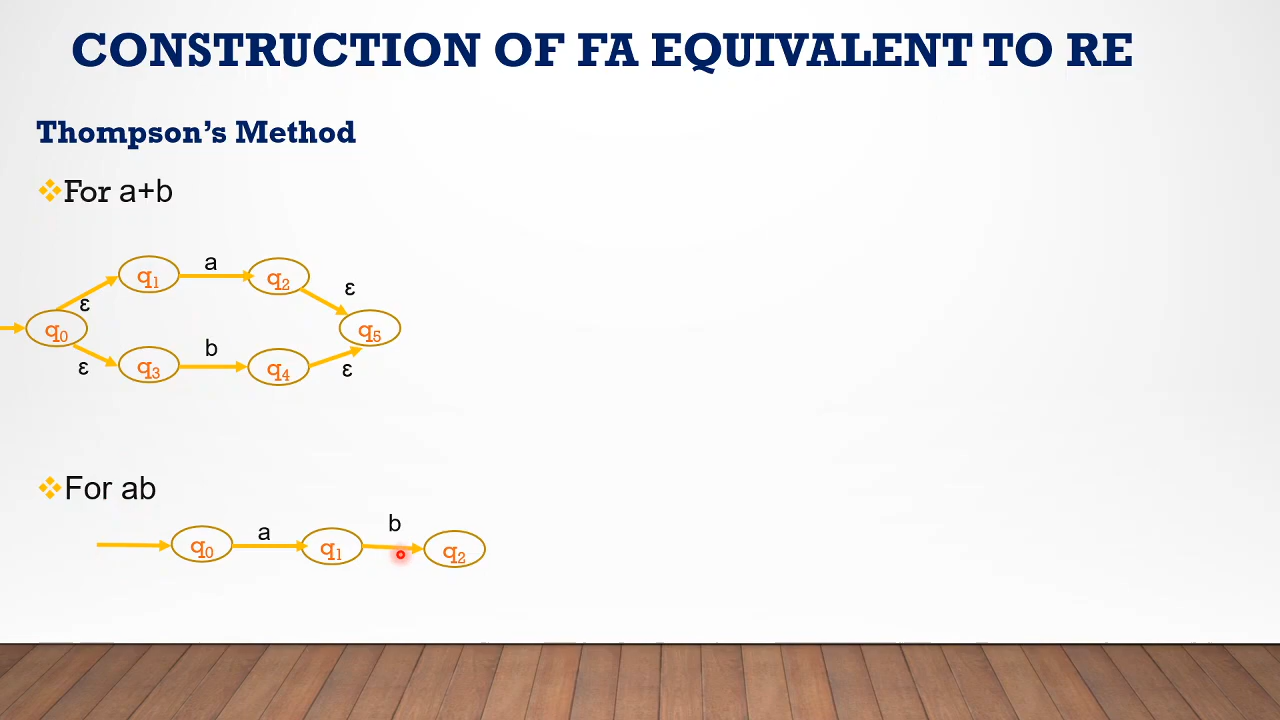 CONSTRUCTION OF FA EQUIVALENT TO RE
Thompson's Method
❖For a+b
a
q1 q2
ε ε
q0 q5
b
ε ε
q3 q4
❖For ab
a b
q0 q1 q2